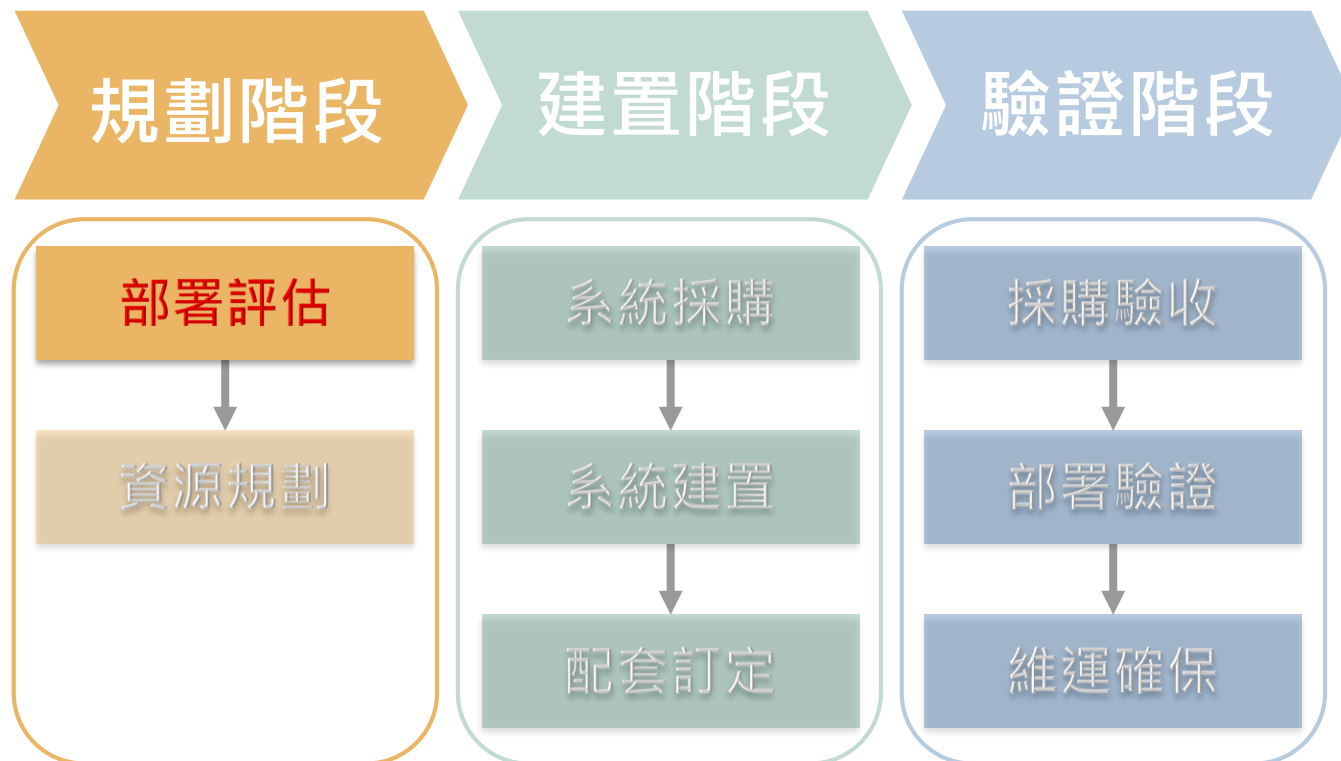 規劃階段
建置階段
驗證階段
部署評估
資源規劃
系統採購
系統建置
配套訂定
採購驗收
部署驗證
維運確保